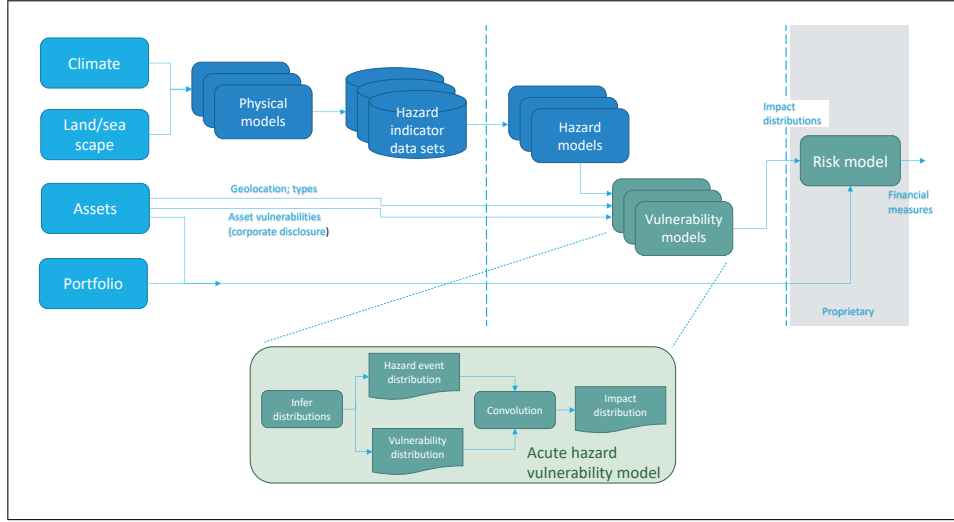 Climate
Land/sea
scape
Assets
Portfolio
Physical
models
Hazard
indicator
data sets
Hazard
models
Geolocation; types
Asset vulnerabilities
(corporate disclosure)
Vulnerability
models
Impact
distributions
Risk model
Financial
measures
Proprietary
Infer
distributions
Hazard event
distribution
Vulnerability
distribution
Convolution
Impact
distribution
Acute hazard
vulnerability model